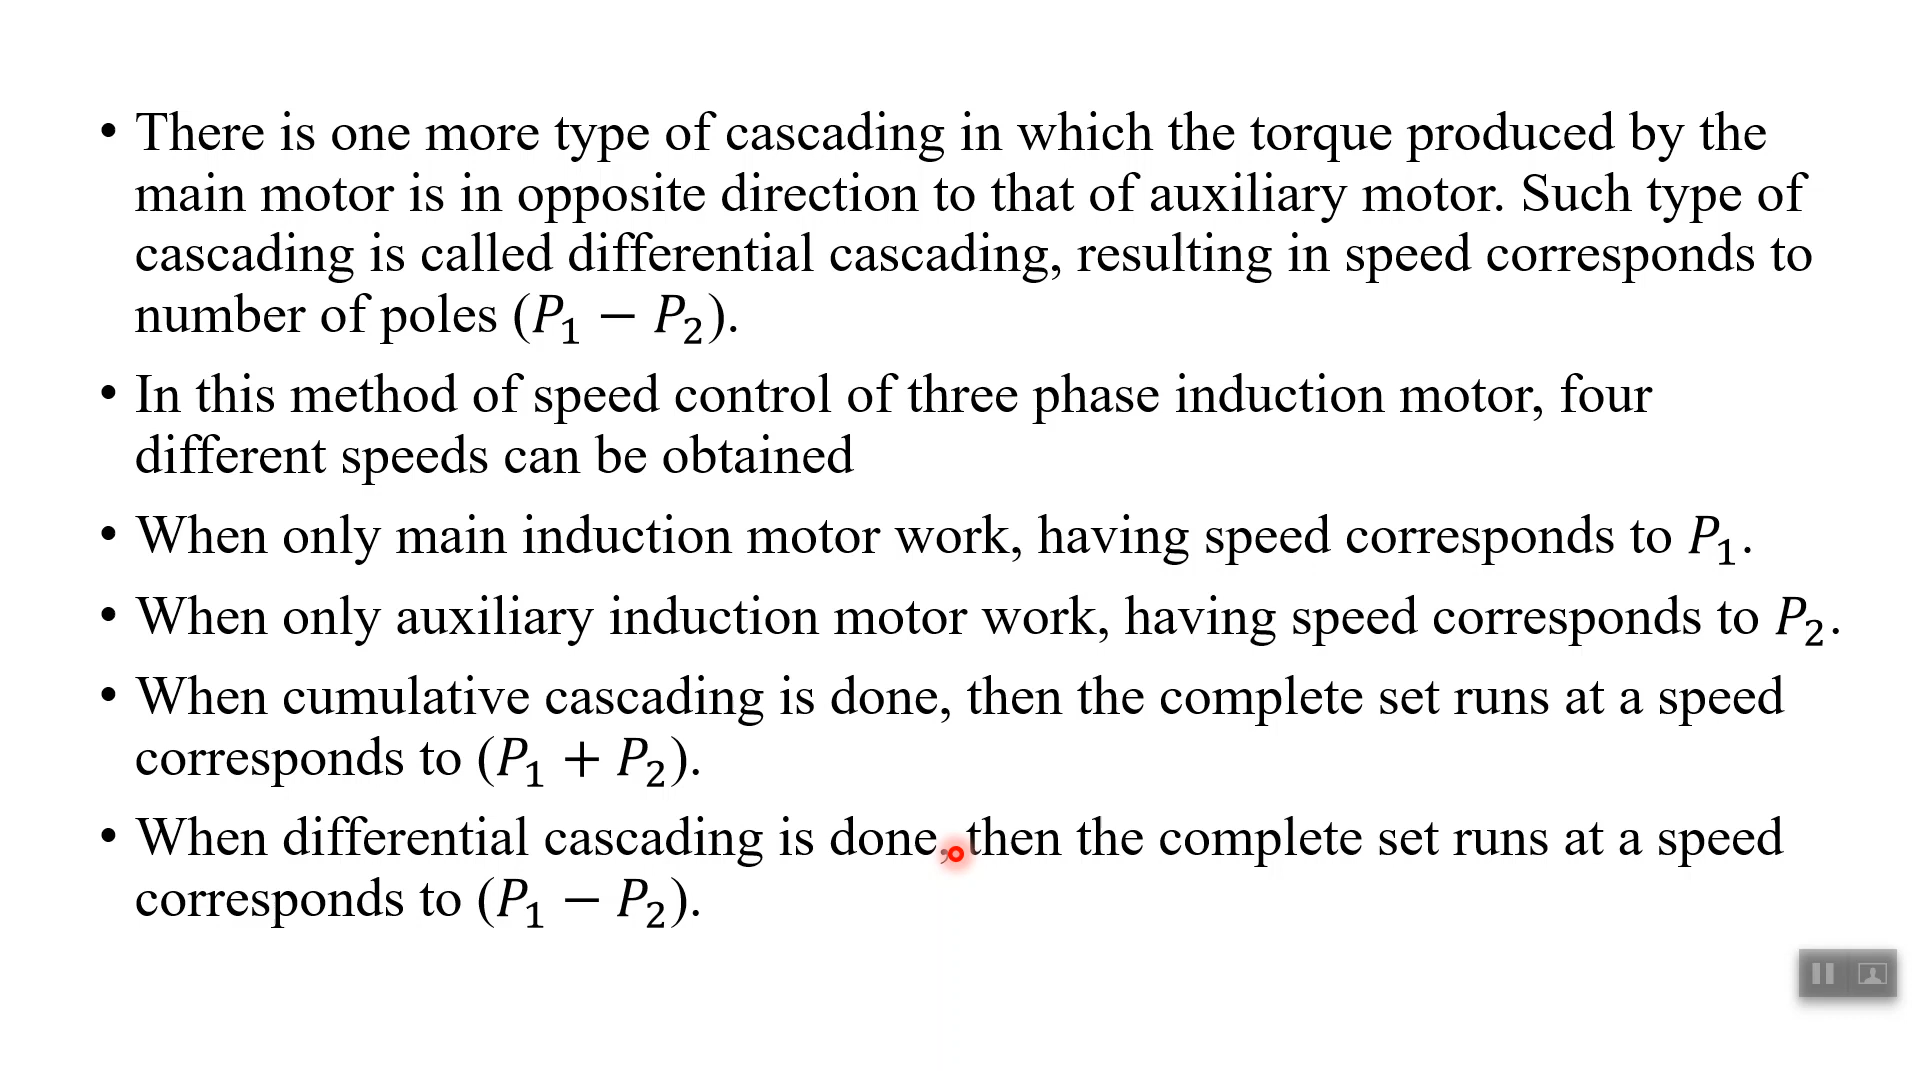 • There is one more type of cascading in which the torque produced by the
main motor is in opposite direction to that of auxiliary motor. Such type of
cascading is called differential cascading, resulting in speed corresponds to
number of poles (P₁ − P₂).
• In this method of speed control of three phase induction motor, four
different speeds can be obtained
• When only main induction motor work, having speed corresponds to P₁.
• When only auxiliary induction motor work, having speed corresponds to P₂.
• When cumulative cascading is done, then the complete set runs at a speed
corresponds to (P₁ + P₂).
• When differential cascading is done, then the complete set runs at a speed
corresponds to (P₁ − P₂).